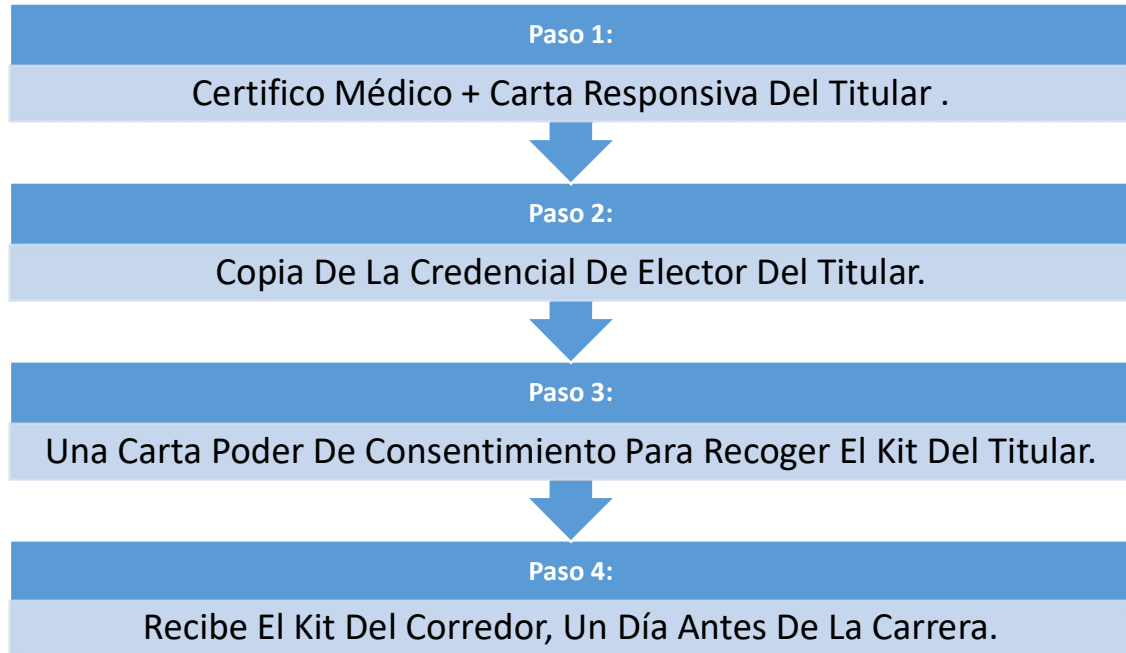 Paso 1:
Certifico Médico + Carta Responsiva Del Titular .
Paso 2:
Copia De La Credencial De Elector Del Titular.
Paso 3:
Una Carta Poder De Consentimiento Para Recoger El Kit Del Titular.
Paso 4:
Recibe El Kit Del Corredor, Un Día Antes De La Carrera.